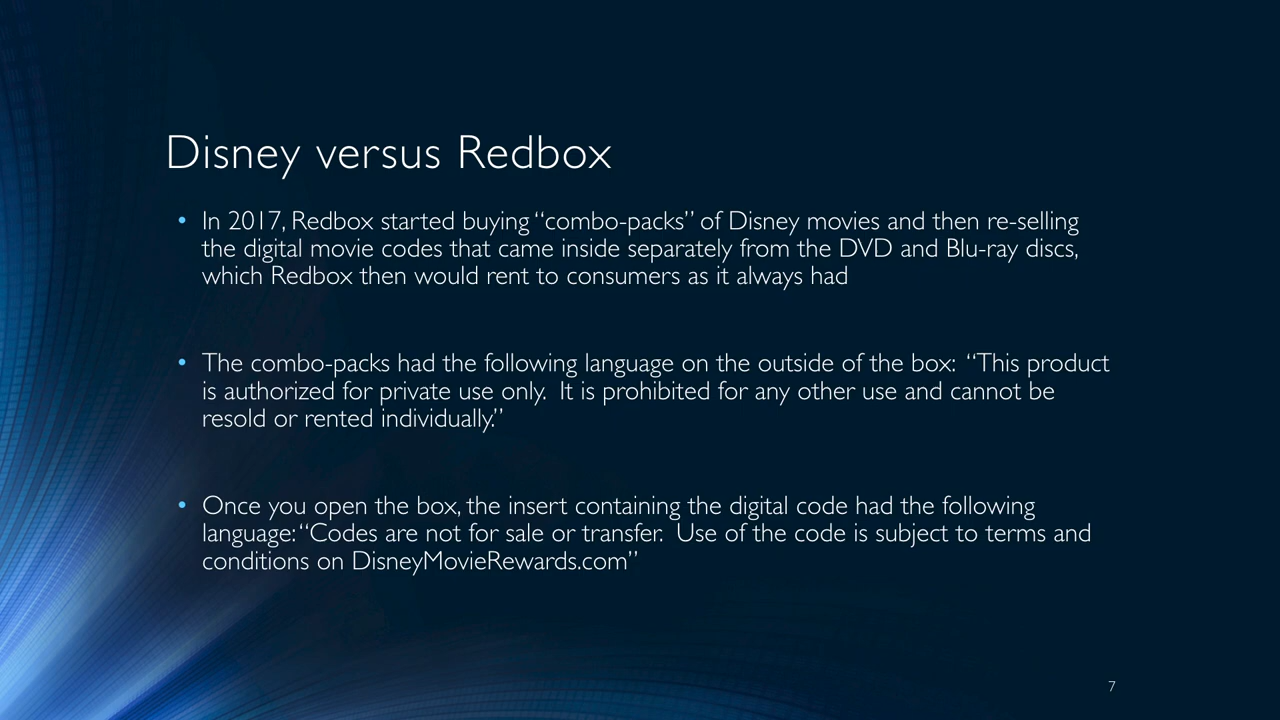 Disney versus Redbox
• In 2017, Redbox started buying “combo-packs” of Disney movies and then re-selling
the digital movie codes that came inside separately from the DVD and Blu-ray discs,
which Redbox then would rent to consumers as it always had
• The combo-packs had the following language on the outside of the box:  “This product
is authorized for private use only.  It is prohibited for any other use and cannot be
resold or rented individually.”
• Once you open the box, the insert containing the digital code had the following
language: “Codes are not for sale or transfer.  Use of the code is subject to terms and
conditions on DisneyMovieRewards.com”
7